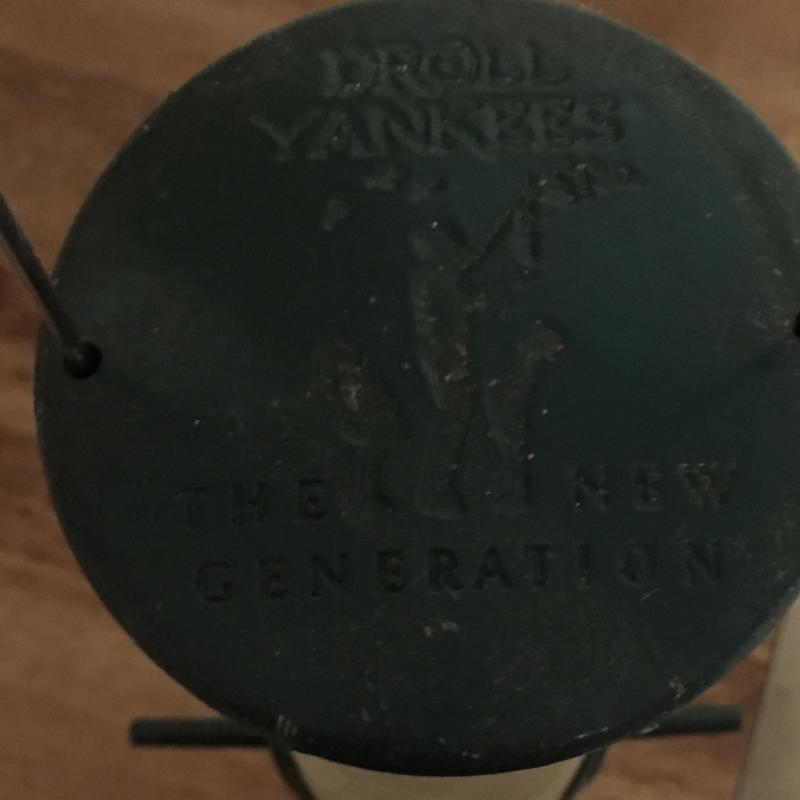 DROLL
YANKEES
THE NEW
GENERATION